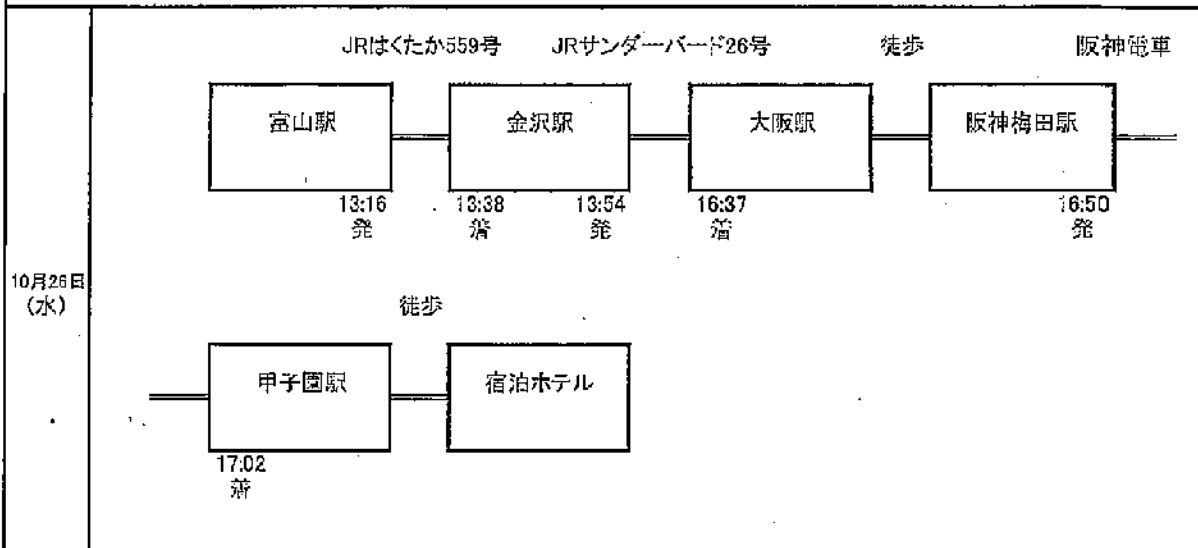 JRはくたか559号 JRサンダーバード26号 徒歩 阪神電車
富山駅 金沢駅 大阪駅 阪神梅田駅
13:16 13:38 13:54 16:37 16:50
発 着 発 着 発
10月26日
(水)
徒歩
甲子園駅 宿泊ホテル
17:02
着